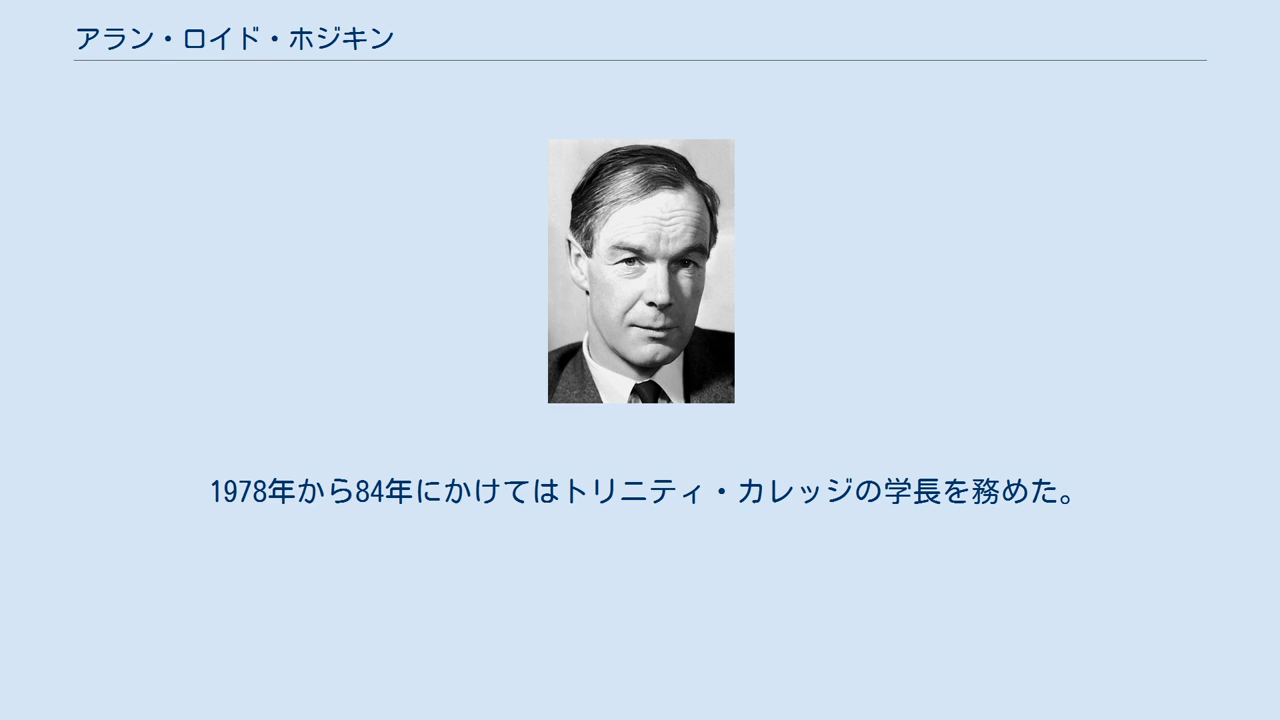 アラン・ロイド・ホジキン
1978年から84年にかけてはトリニティ・カレッジの学長を務めた。